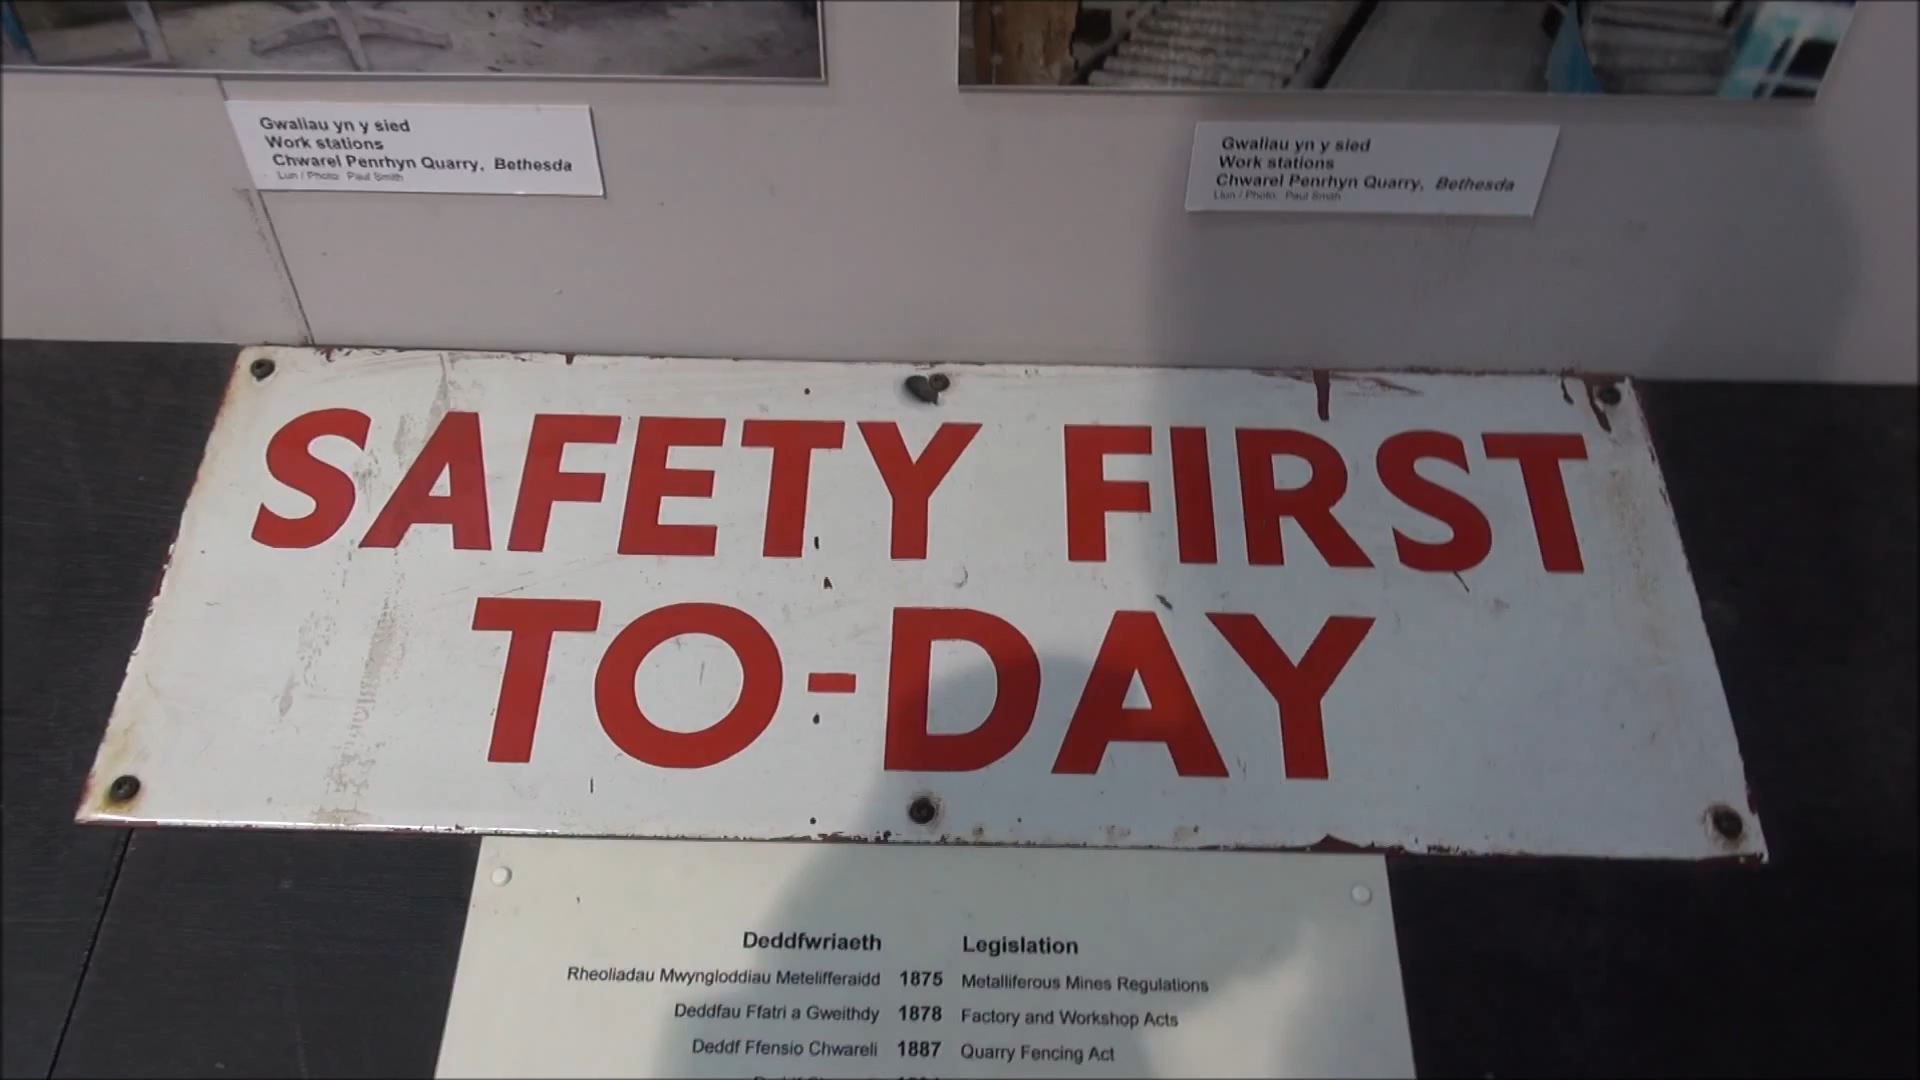 Gwaliau yn y sied
Work stations
Chwarel Penrhyn Quarry, Bethesda
Llun / Photo: Paul Smith
Gwaliau yn y sied
Work stations
Chwarel Penrhyn Quarry, Bethesda
Llun / Photo: Paul Smith
SAFETY FIRST
TO-DAY
Deddfwriaeth Legislation
Rheoliadau Mwyngloddiau Metelifferaidd 1875 Metalliferous Mines Regulations
Deddfau Ffatri a Gweithdy 1878 Factory and Workshop Acts
Deddf Ffensio Chwareli 1887 Quarry Fencing Act